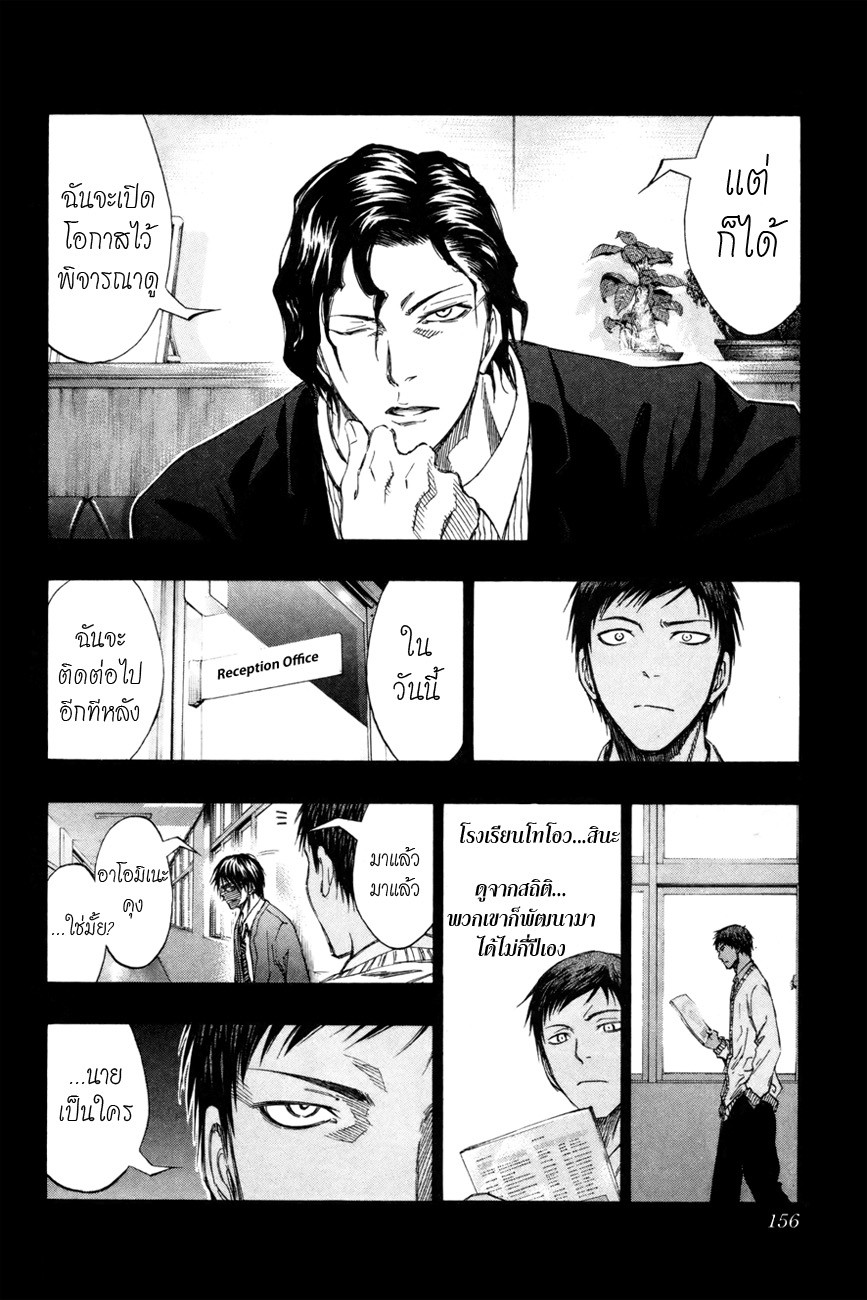 แต่
ก็ได้
ฉันจะเปิด
โอกาสไว้
พิจารณาดู
ใน
วันนี้
Reception Office
ฉันจะ
ติดต่อไป
อีกทีหลัง
โรงเรียนโทโอว...สินะ
ดูจากสถิติ...
พวกเขาก็พัฒนามา
ได้ไม่กี่ปีเอง
มาแล้ว
มาแล้ว
อาโอมิเนะ
คุง
...ใช่มั้ย?
...นาย
เป็นใคร
156